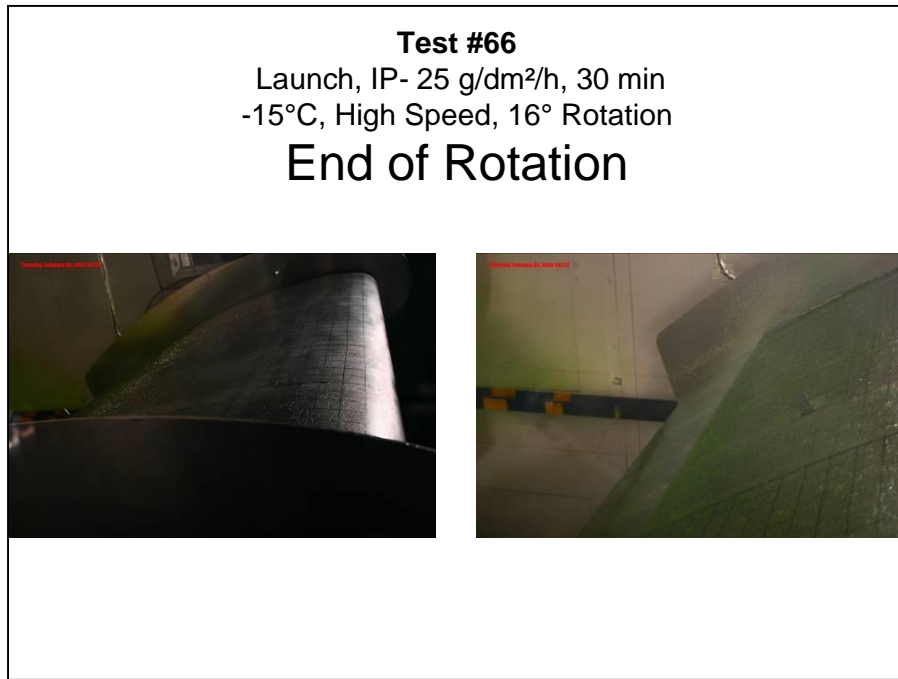 Test #66
Launch, IP- 25 g/dm²/h, 30 min
-15°C, High Speed, 16° Rotation
End of Rotation